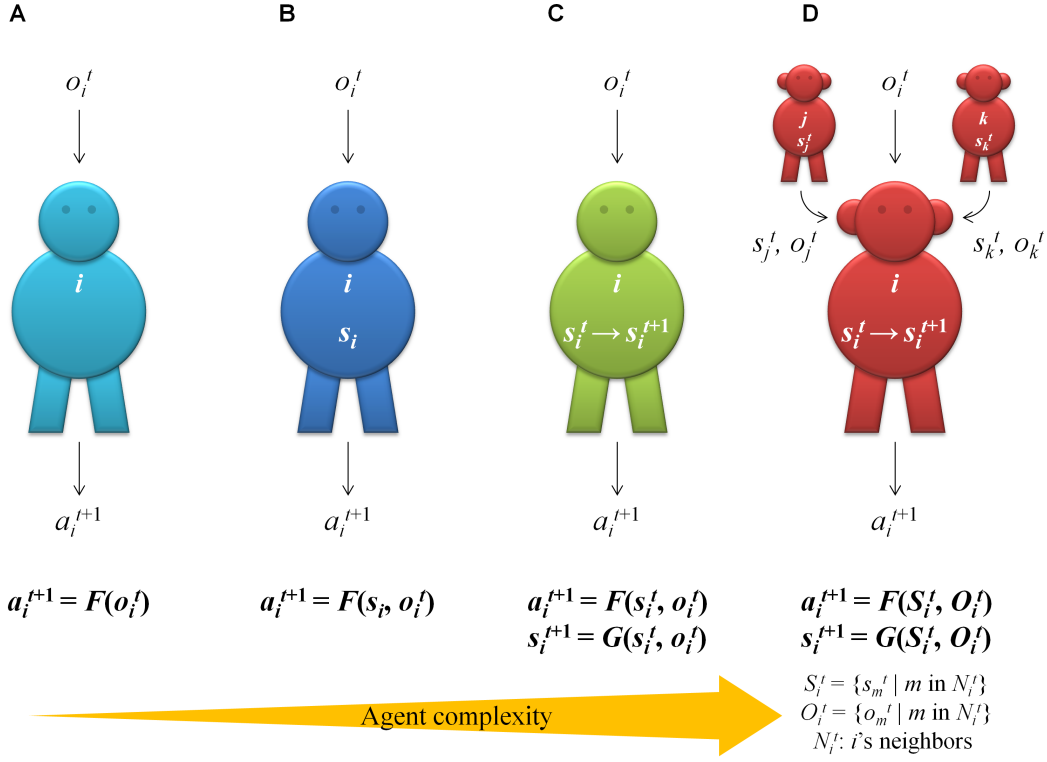 A B C D
o_i^t o_i^t o_i^t o_i^t
j k
s_j^t s_k^t
s_j^t, o_j^t s_k^t, o_k^t
i i i i
s_i s_i^t → s_i^{t+1} s_i^t → s_i^{t+1}
a_i^{t+1} a_i^{t+1} a_i^{t+1} a_i^{t+1}
a_i^{t+1} = F(o_i^t) a_i^{t+1} = F(s_i, o_i^t) a_i^{t+1} = F(s_i^t, o_i^t) a_i^{t+1} = F(S_i^t, O_i^t)
s_i^{t+1} = G(s_i^t, o_i^t) s_i^{t+1} = G(S_i^t, O_i^t)
S_i^t = {s_m^t | m in N_i^t}
Agent complexity O_i^t = {o_m^t | m in N_i^t}
N_i^t: i's neighbors